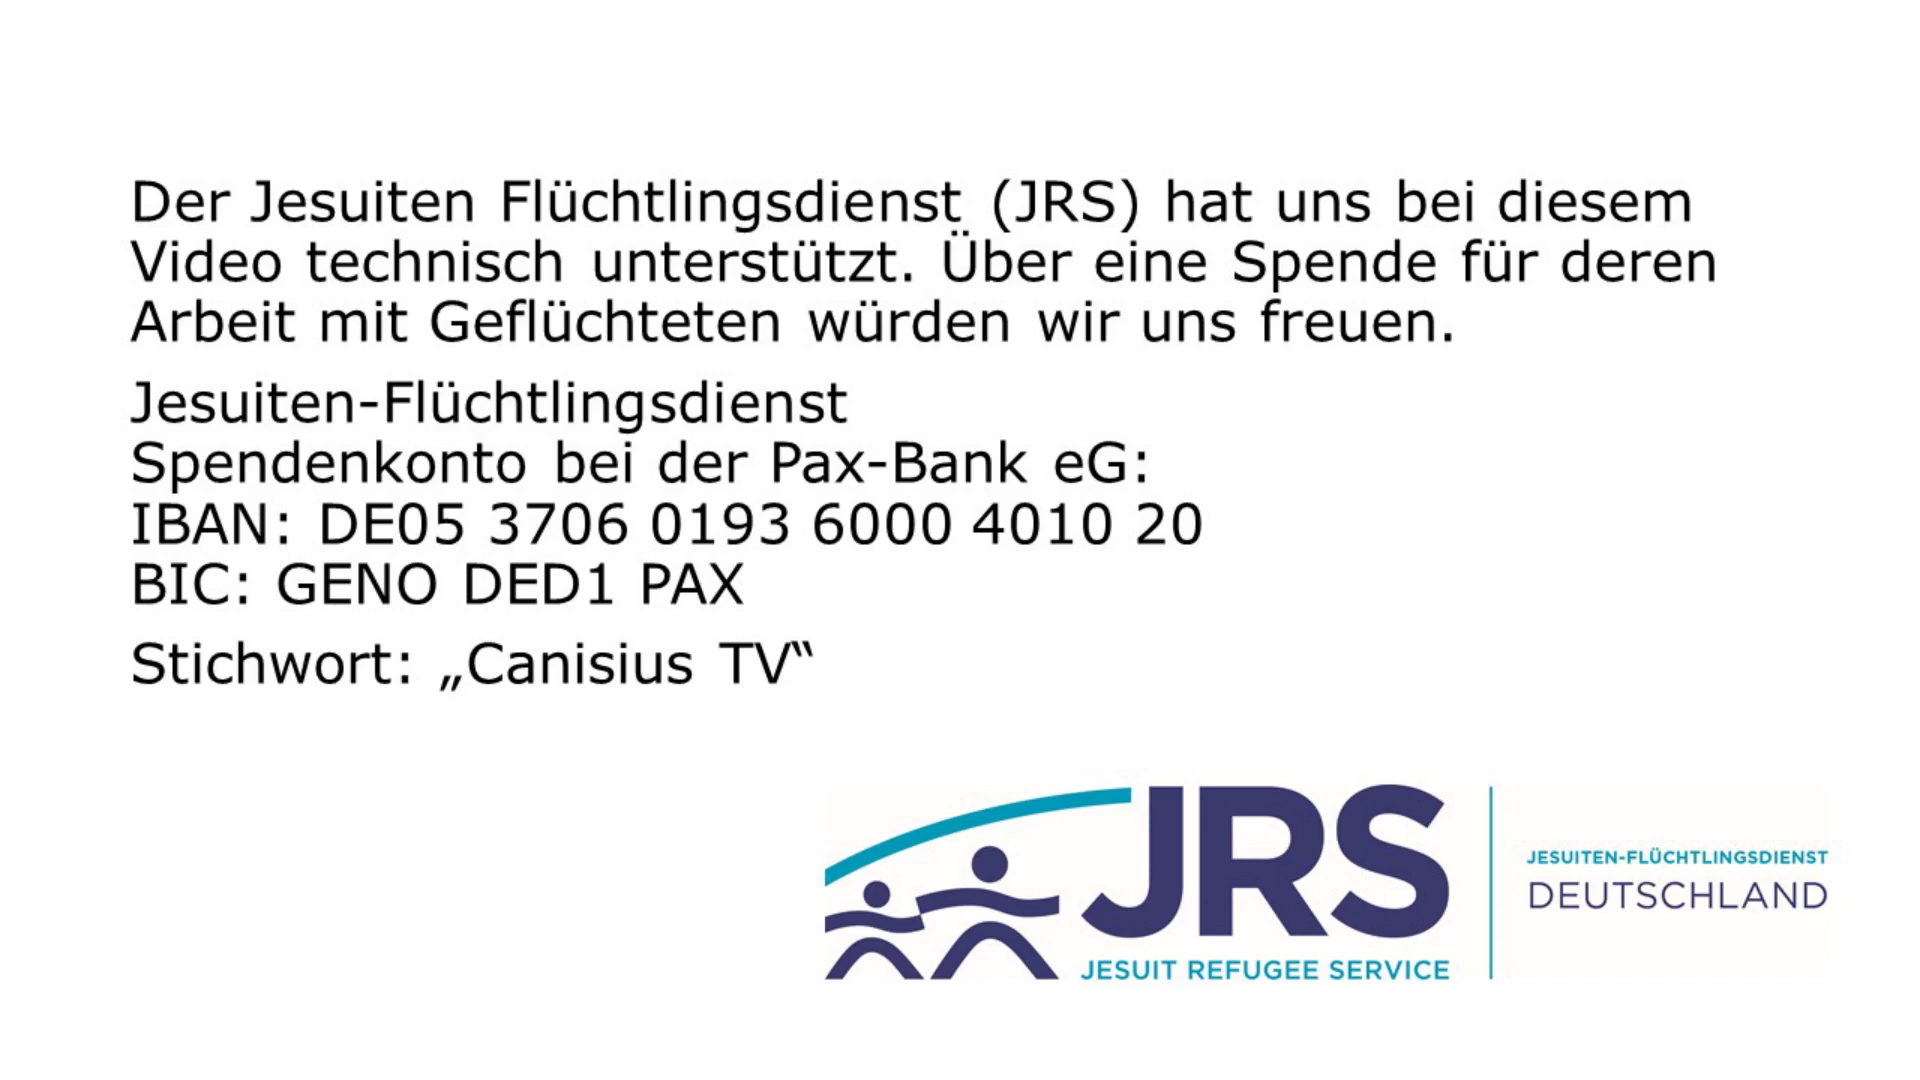 Der Jesuiten Flüchtlingsdienst (JRS) hat uns bei diesem
Video technisch unterstützt. Über eine Spende für deren
Arbeit mit Geflüchteten würden wir uns freuen.
Jesuiten-Flüchtlingsdienst
Spendenkonto bei der Pax-Bank eG:
IBAN: DE05 3706 0193 6000 4010 20
BIC: GENO DED1 PAX
Stichwort: „Canisius TV“
JRS
JESUIT REFUGEE SERVICE
JESUITEN-FLÜCHTLINGSDIENST
DEUTSCHLAND